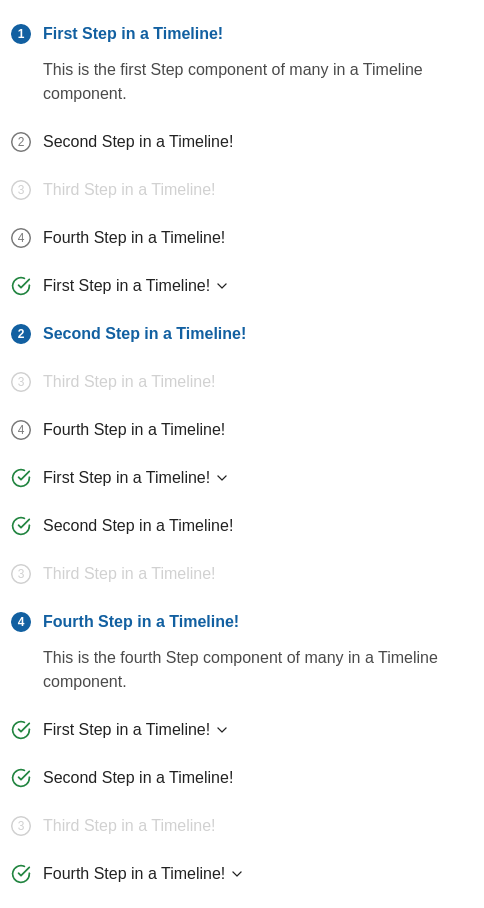 1 First Step in a Timeline!
This is the first Step component of many in a Timeline
component.
2 Second Step in a Timeline!
3 Third Step in a Timeline!
4 Fourth Step in a Timeline!
First Step in a Timeline!
2 Second Step in a Timeline!
3 Third Step in a Timeline!
4 Fourth Step in a Timeline!
First Step in a Timeline!
Second Step in a Timeline!
3 Third Step in a Timeline!
4 Fourth Step in a Timeline!
This is the fourth Step component of many in a Timeline
component.
First Step in a Timeline!
Second Step in a Timeline!
3 Third Step in a Timeline!
Fourth Step in a Timeline!